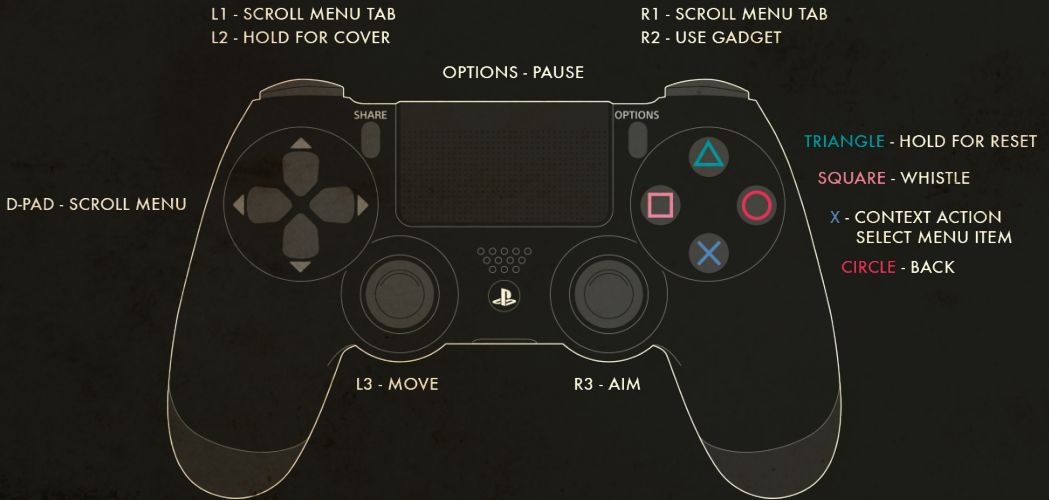 L1 - SCROLL MENU TAB
L2 - HOLD FOR COVER
R1 - SCROLL MENU TAB
R2 - USE GADGET
OPTIONS - PAUSE
SHARE
OPTIONS
TRIANGLE - HOLD FOR RESET
SQUARE - WHISTLE
D-PAD - SCROLL MENU
X - CONTEXT ACTION
SELECT MENU ITEM
CIRCLE - BACK
L3 - MOVE
R3 - AIM